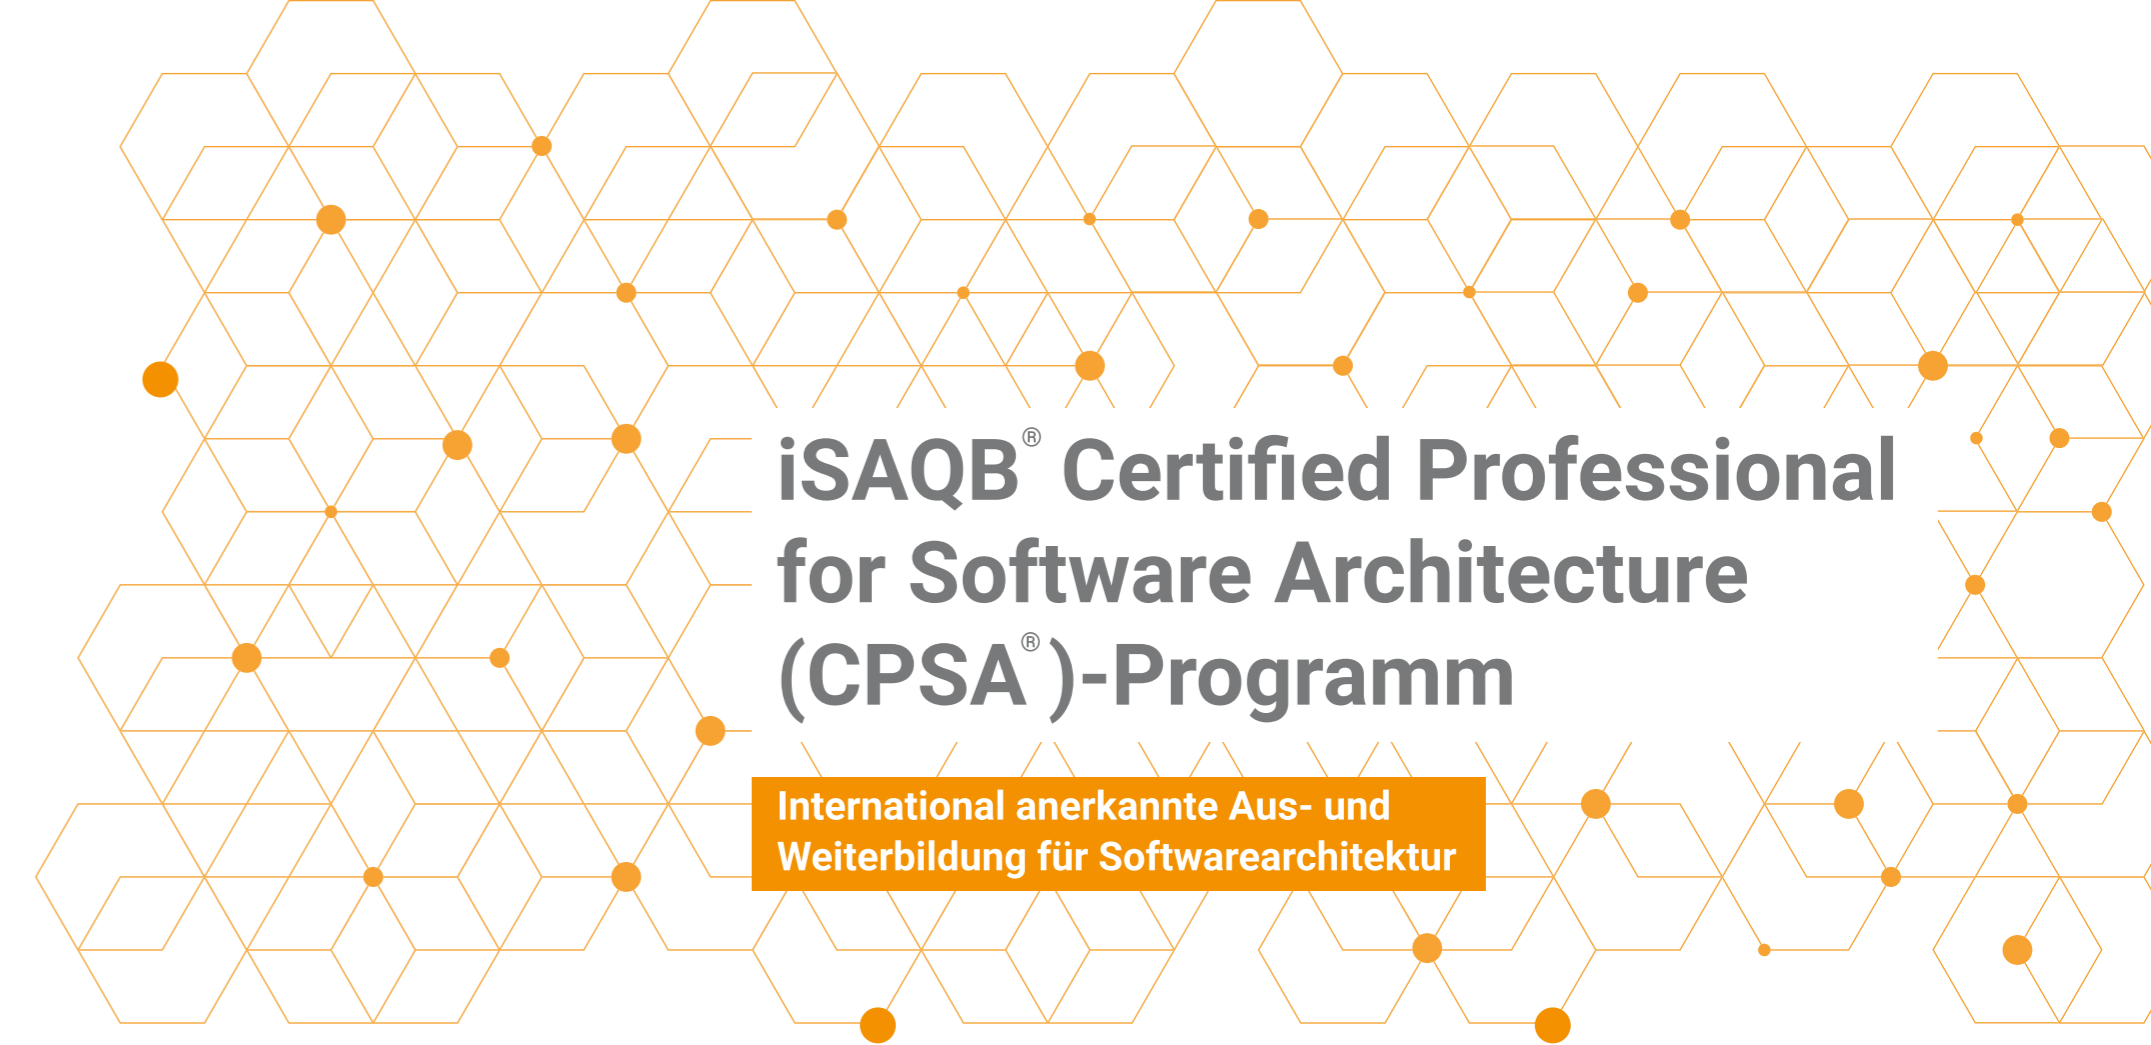 iSAQB® Certified Professional
for Software Architecture
(CPSA®)-Programm
International anerkannte Aus- und
Weiterbildung für Softwarearchitektur